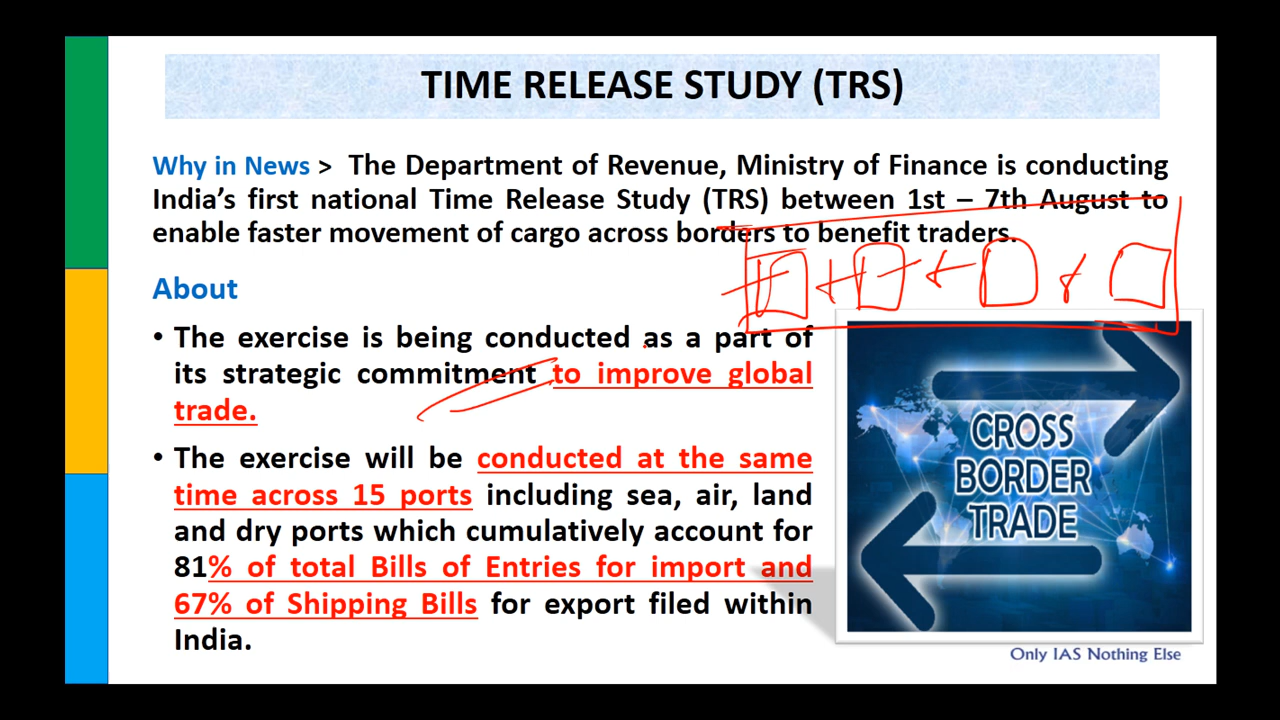 TIME RELEASE STUDY (TRS)
Why in News > The Department of Revenue, Ministry of Finance is conducting
India’s first national Time Release Study (TRS) between 1st – 7th August to
enable faster movement of cargo across borders to benefit traders.
About
• The exercise is being conducted as a part of
its strategic commitment to improve global
trade.
• The exercise will be conducted at the same
time across 15 ports including sea, air, land
and dry ports which cumulatively account for
81% of total Bills of Entries for import and
67% of Shipping Bills for export filed within
India.
CROSS
BORDER
TRADE
Only IAS Nothing Else